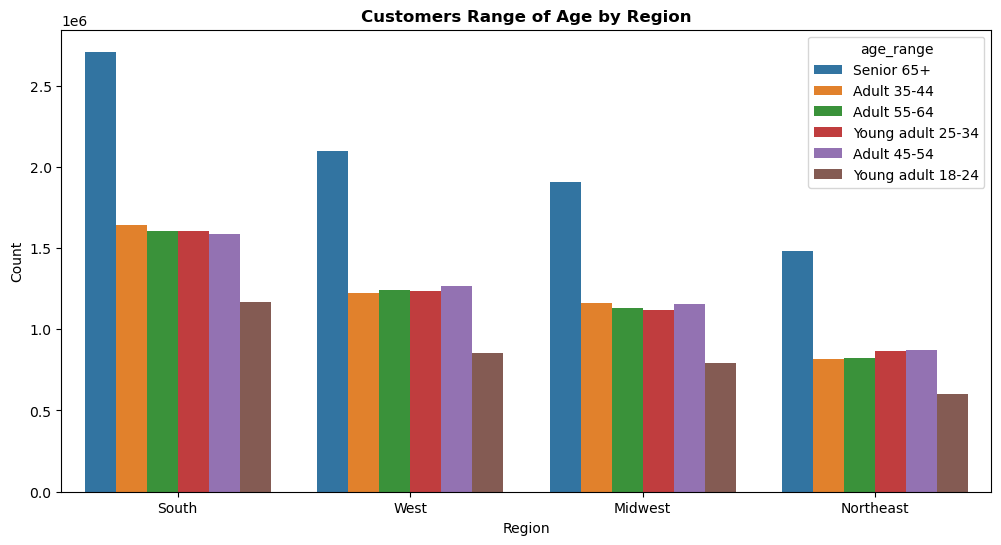 Customers Range of Age by Region
1e6
2.5
2.0
1.5
1.0
0.5
0.0
Count
South
West
Midwest
Northeast
Region
age_range
Senior 65+
Adult 35-44
Adult 55-64
Young adult 25-34
Adult 45-54
Young adult 18-24